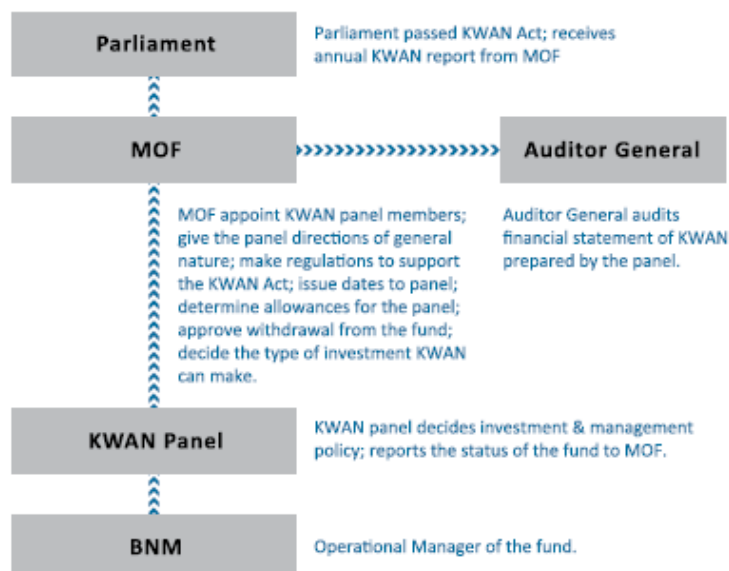 Parliament
Parliament passed KWAN Act; receives
annual KWAN report from MOF
MOF
Auditor General
MOF appoint KWAN panel members;
give the panel directions of general
nature; make regulations to support
the KWAN Act; issue dates to panel;
determine allowances for the panel;
approve withdrawal from the fund;
decide the type of investment KWAN
can make.
Auditor General audits
financial statement of KWAN
prepared by the panel.
KWAN Panel
KWAN panel decides investment & management
policy; reports the status of the fund to MOF.
BNM
Operational Manager of the fund.